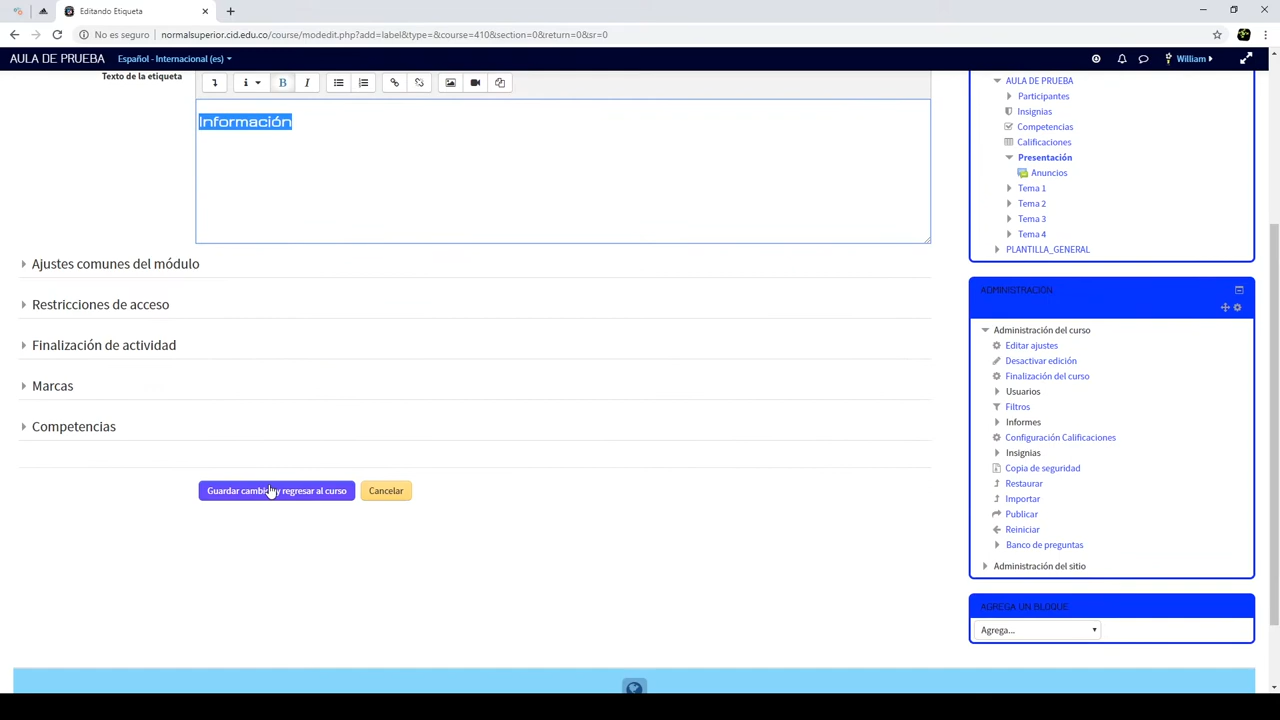 Editando Etiqueta
No es seguro
normalsuperior.cid.edu.co/course/modedit.php?add=label&type=&course=410&section=0&return=0&sr=0
AULA DE PRUEBA
Español - Internacional (es)
William
Texto de la etiqueta
i
B
I
Información
Ajustes comunes del módulo
Restricciones de acceso
Finalización de actividad
Marcas
Competencias
Guardar cambios y regresar al curso
Cancelar
AULA DE PRUEBA
Participantes
Insignias
Competencias
Calificaciones
Presentación
Anuncios
Tema 1
Tema 2
Tema 3
Tema 4
PLANTILLA_GENERAL
ADMINISTRACIÓN
Administración del curso
Editar ajustes
Desactivar edición
Finalización del curso
Usuarios
Filtros
Informes
Configuración Calificaciones
Insignias
Copia de seguridad
Restaurar
Importar
Publicar
Reiniciar
Banco de preguntas
Administración del sitio
AGREGA UN BLOQUE
Agrega...